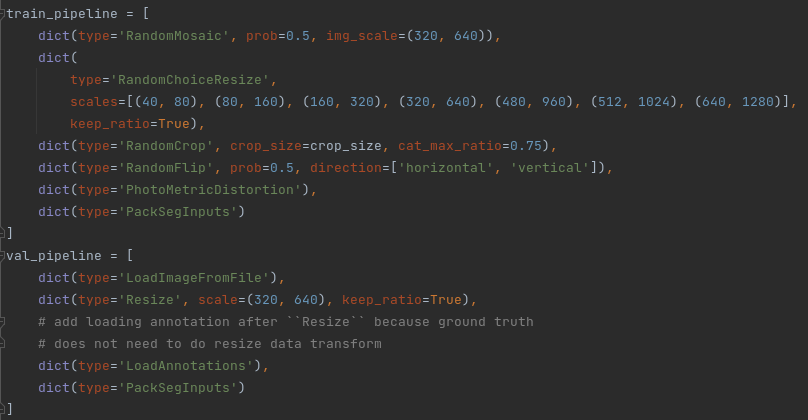 train_pipeline = [
    dict(type='RandomMosaic', prob=0.5, img_scale=(320, 640)),
    dict(
        type='RandomChoiceResize',
        scales=[(40, 80), (80, 160), (160, 320), (320, 640), (480, 960), (512, 1024), (640, 1280)],
        keep_ratio=True),
    dict(type='RandomCrop', crop_size=crop_size, cat_max_ratio=0.75),
    dict(type='RandomFlip', prob=0.5, direction=['horizontal', 'vertical']),
    dict(type='PhotoMetricDistortion'),
    dict(type='PackSegInputs')
]
val_pipeline = [
    dict(type='LoadImageFromFile'),
    dict(type='Resize', scale=(320, 640), keep_ratio=True),
    # add loading annotation after ``Resize`` because ground truth
    # does not need to do resize data transform
    dict(type='LoadAnnotations'),
    dict(type='PackSegInputs')
]